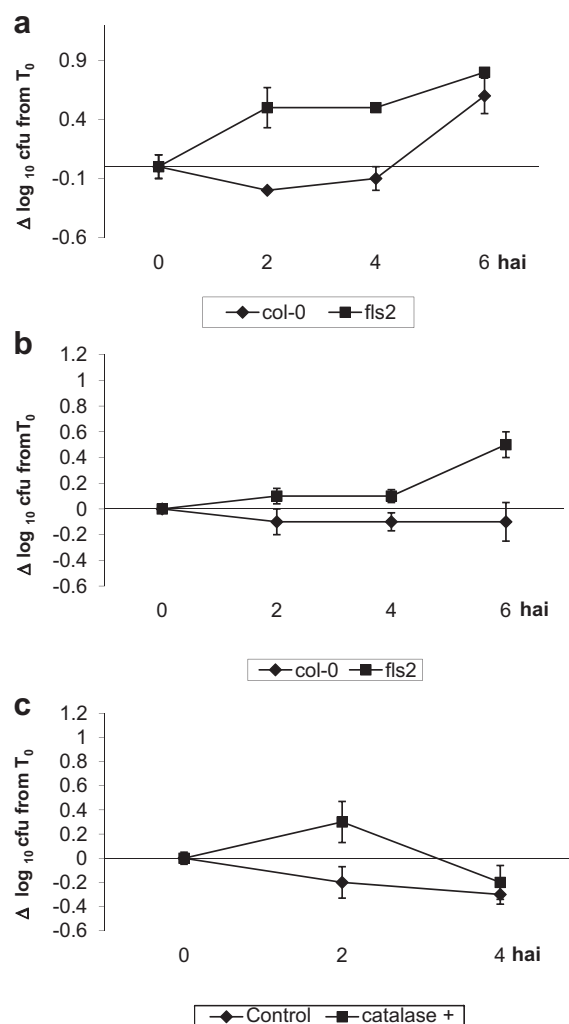 a
Δ log 10 cfu from T0
0.9
0.4
-0.1
-0.6
0 2 4 6 hai
col-0 fls2
b
Δ log 10 cfu fromT0
1.2
1
0.8
0.6
0.4
0.2
0
-0.2
-0.4
-0.6
0 2 4 6 hai
col-0 fls2
c
Δ log 10 cfu from T0
1.2
1
0.8
0.6
0.4
0.2
0
-0.2
-0.4
-0.6
0 2 4 hai
Control catalase +